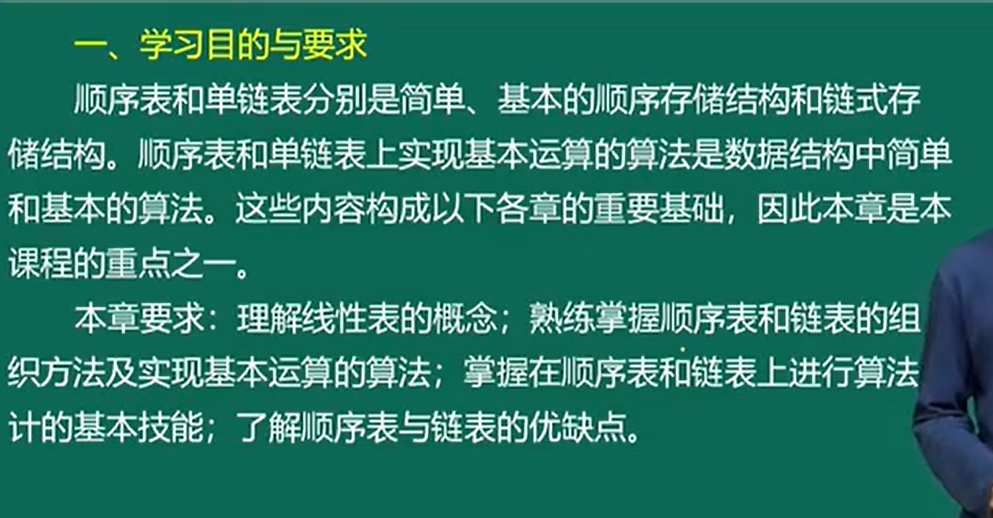 一、学习目的与要求
顺序表和单链表分别是简单、基本的顺序存储结构和链式存
储结构。顺序表和单链表上实现基本运算的算法是数据结构中简单
和基本的算法。这些内容构成以下各章的重要基础，因此本章是本
课程的重点之一。
本章要求：理解线性表的概念；熟练掌握顺序表和链表的组
织方法及实现基本运算的算法；掌握在顺序表和链表上进行算法
计的基本技能；了解顺序表与链表的优缺点。